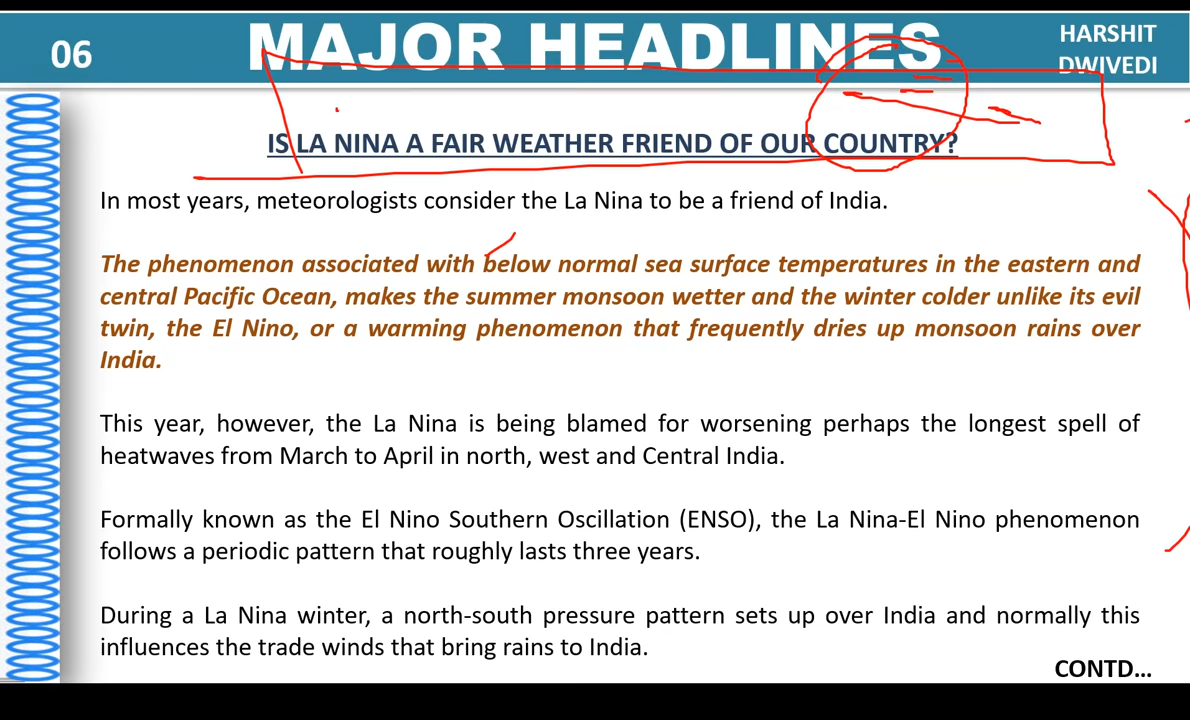 06
MAJOR HEADLINES
HARSHIT
DWIVEDI
IS LA NINA A FAIR WEATHER FRIEND OF OUR COUNTRY?
In most years, meteorologists consider the La Nina to be a friend of India.
The phenomenon associated with below normal sea surface temperatures in the eastern and
central Pacific Ocean, makes the summer monsoon wetter and the winter colder unlike its evil
twin, the El Nino, or a warming phenomenon that frequently dries up monsoon rains over
India.
This year, however, the La Nina is being blamed for worsening perhaps the longest spell of
heatwaves from March to April in north, west and Central India.
Formally known as the El Nino Southern Oscillation (ENSO), the La Nina-El Nino phenomenon
follows a periodic pattern that roughly lasts three years.
During a La Nina winter, a north-south pressure pattern sets up over India and normally this
influences the trade winds that bring rains to India.
CONTD...